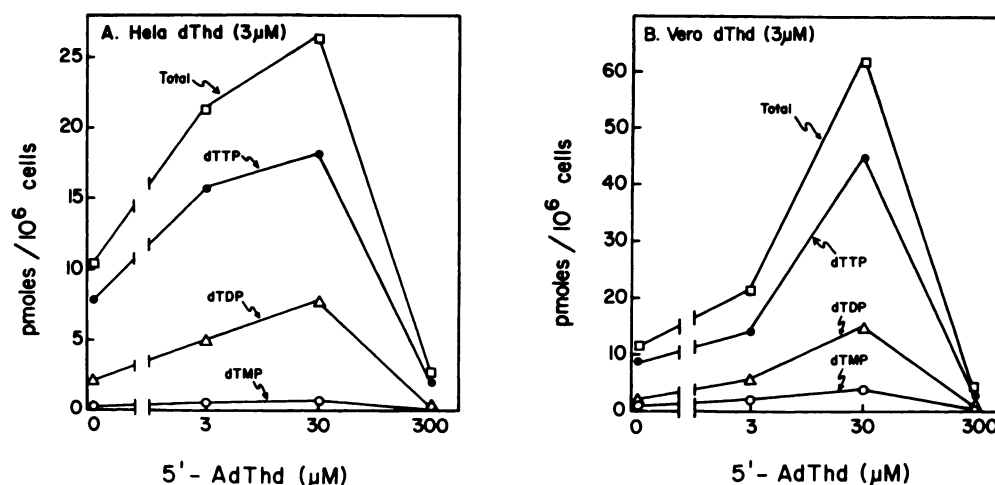 A. Hela dThd (3μM)
25
20
15
10
5
0
pmoles/10⁶ cells
Total
dTTP
dTDP
dTMP
0 3 30 300
5'-AdThd (μM)
B. Vero dThd (3μM)
60
50
40
30
20
10
0
pmoles/10⁶ cells
Total
dTTP
dTDP
dTMP
0 3 30 300
5'-AdThd (μM)